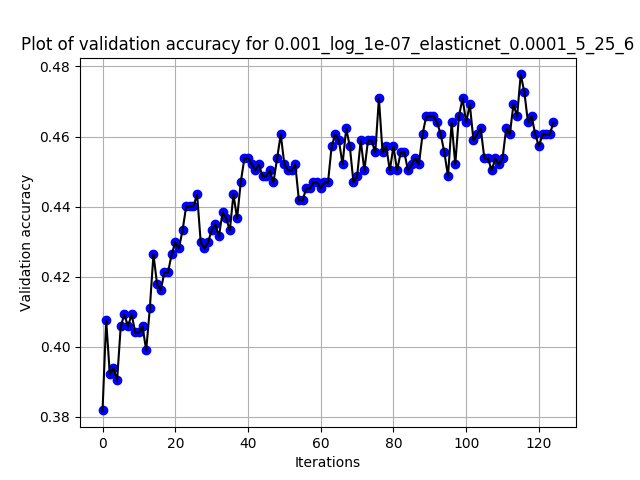 Plot of validation accuracy for 0.001_log_1e-07_elasticnet_0.0001_5_25_6
0.48
0.46
0.44
0.42
0.40
0.38
Validation accuracy
0 20 40 60 80 100 120
Iterations